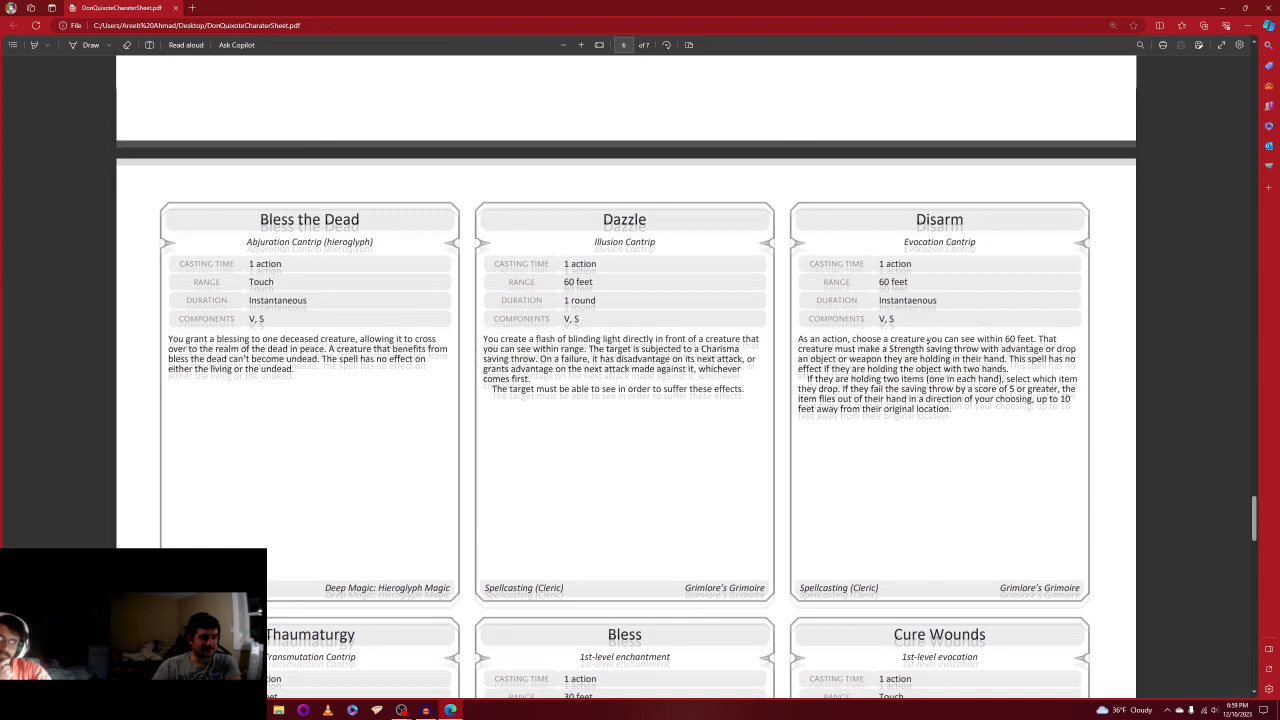 DonQuixoteCharaterSheet.pdf
File
C:/Users/Areeb%20Ahmad/Desktop/DonQuixoteCharaterSheet.pdf
Draw
Read aloud
Ask Copilot
6
of 7
Bless the Dead
Abjuration Cantrip (hieroglyph)
CASTING TIME 1 action
RANGE Touch
DURATION Instantaneous
COMPONENTS V, S
You grant a blessing to one deceased creature, allowing it to cross
over to the realm of the dead in peace. A creature that benefits from
bless the dead can't become undead. The spell has no effect on
either the living or the undead.
Deep Magic: Hieroglyph Magic
Dazzle
Illusion Cantrip
CASTING TIME 1 action
RANGE 60 feet
DURATION 1 round
COMPONENTS V, S
You create a flash of blinding light directly in front of a creature that
you can see within range. The target is subjected to a Charisma
saving throw. On a failure, it has disadvantage on its next attack, or
grants advantage on the next attack made against it, whichever
comes first.
The target must be able to see in order to suffer these effects.
Spellcasting (Cleric) Grimlore's Grimoire
Disarm
Evocation Cantrip
CASTING TIME 1 action
RANGE 60 feet
DURATION Instantaenous
COMPONENTS V, S
As an action, choose a creature you can see within 60 feet. That
creature must make a Strength saving throw with advantage or drop
an object or weapon they are holding in their hand. This spell has no
effect if they are holding the object with two hands.
If they are holding two items (one in each hand), select which item
they drop. If they fail the saving throw by a score of 5 or greater, the
item flies out of their hand in a direction of your choosing, up to 10
feet away from their original location.
Spellcasting (Cleric) Grimlore's Grimoire
Thaumaturgy
Transmutation Cantrip
Bless
1st-level enchantment
CASTING TIME 1 action
RANGE 30 feet
Cure Wounds
1st-level evocation
CASTING TIME 1 action
RANGE Touch
36°F Cloudy
6:59 PM
12/10/2023